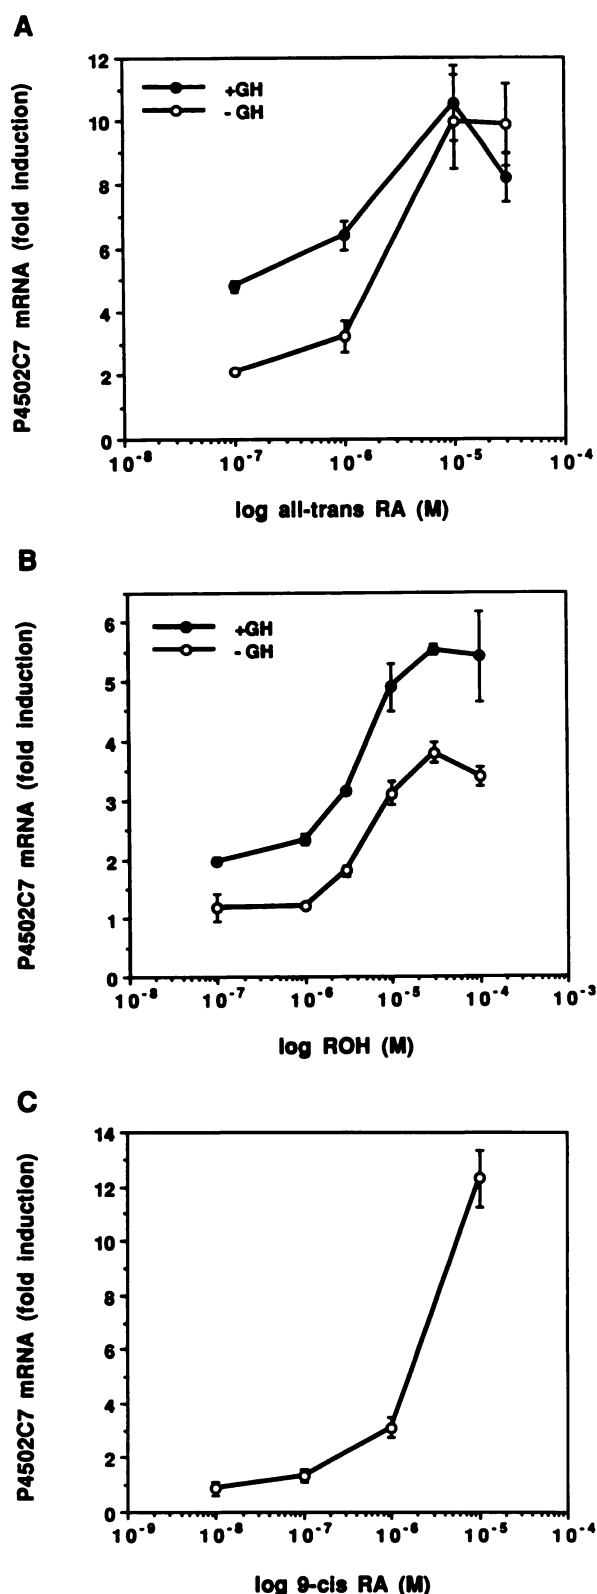 A
P4502C7 mRNA (fold induction)
12
10
8
6
4
2
0
+GH
- GH
10⁻⁸ 10⁻⁷ 10⁻⁶ 10⁻⁵ 10⁻⁴
log all-trans RA (M)
B
P4502C7 mRNA (fold induction)
6
5
4
3
2
1
0
+GH
- GH
10⁻⁸ 10⁻⁷ 10⁻⁶ 10⁻⁵ 10⁻⁴ 10⁻³
log ROH (M)
C
P4502C7 mRNA (fold induction)
14
12
10
8
6
4
2
0
10⁻⁹ 10⁻⁸ 10⁻⁷ 10⁻⁶ 10⁻⁵ 10⁻⁴
log 9-cis RA (M)